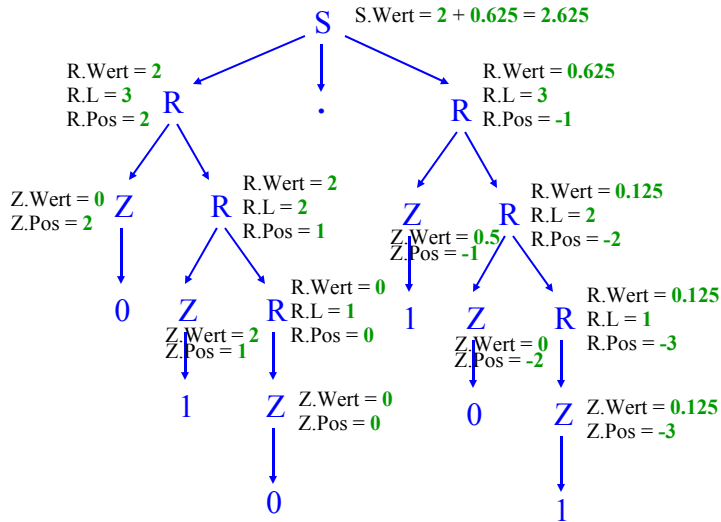 S
S.Wert = 2 + 0.625 = 2.625
R.Wert = 2
R.L = 3
R.Pos = 2
R
.
R
R.Wert = 0.625
R.L = 3
R.Pos = -1
Z.Wert = 0
Z.Pos = 2
Z
R
R.Wert = 2
R.L = 2
R.Pos = 1
Z
Z.Wert = 0.5
Z.Pos = -1
R
R.Wert = 0.125
R.L = 2
R.Pos = -2
0
Z
Z.Wert = 2
Z.Pos = 1
R
R.Wert = 0
R.L = 1
R.Pos = 0
1
Z
Z.Wert = 0
Z.Pos = -2
R
R.Wert = 0.125
R.L = 1
R.Pos = -3
1
Z
Z.Wert = 0
Z.Pos = 0
0
Z
Z.Wert = 0.125
Z.Pos = -3
0
1